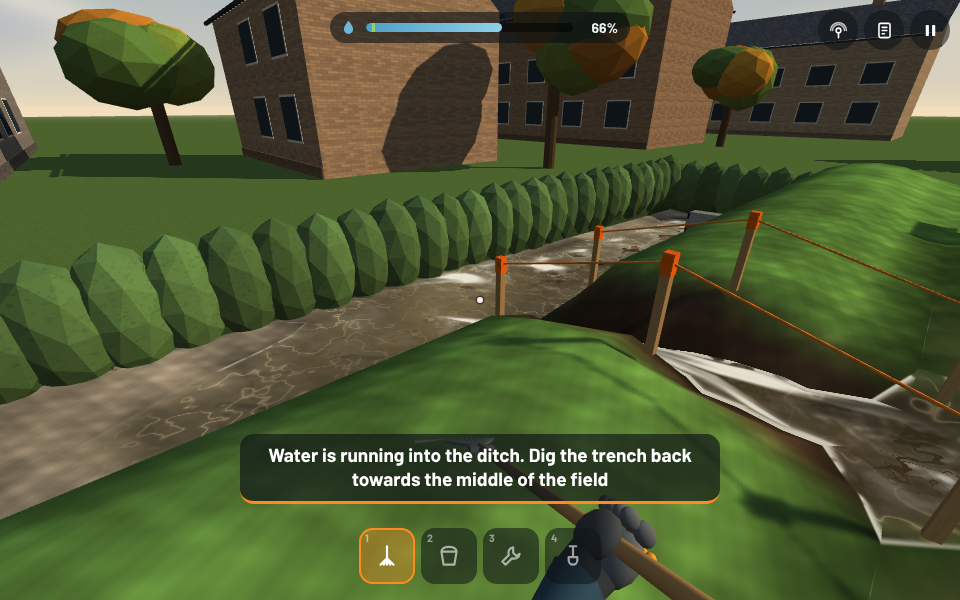 66%
Water is running into the ditch. Dig the trench back
towards the middle of the field
1
2
3
4